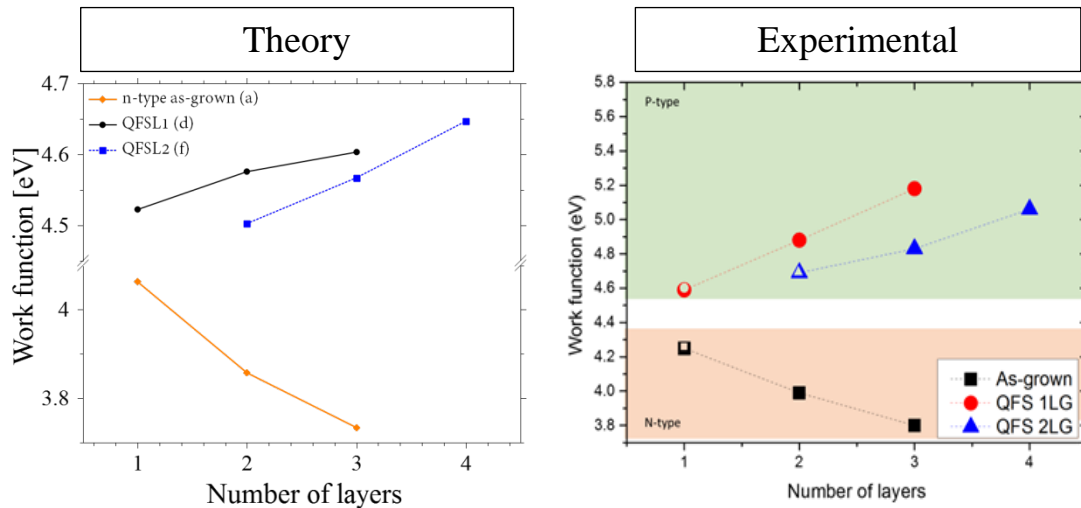 Theory
Experimental
n-type as-grown (a)
QFSL1 (d)
QFSL2 (f)
4.7
4.6
4.5
4
3.8
Work function [eV]
1 2 3 4
Number of layers
P-type
5.8
5.6
5.4
5.2
5.0
4.8
4.6
4.4
4.2
4.0
3.8
Work function (eV)
As-grown
QFS 1LG
QFS 2LG
N-type
1 2 3 4
Number of layers